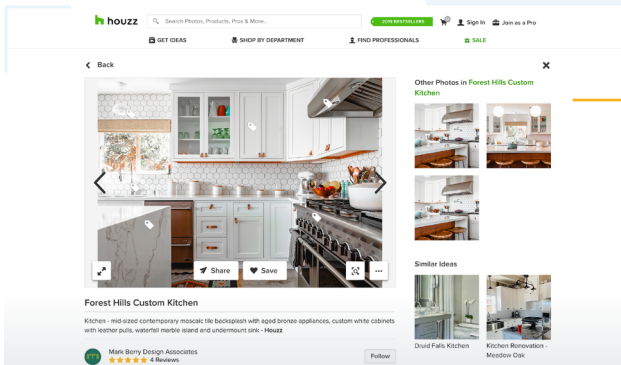 houzz
Search Photos, Products, Pros & More...
2019 BESTSELLERS
Sign In
Join as a Pro
GET IDEAS
SHOP BY DEPARTMENT
FIND PROFESSIONALS
SALE
Back
Other Photos in Forest Hills Custom
Kitchen
Share
Save
Forest Hills Custom Kitchen
Kitchen - mid-sized contemporary moscaic tile backsplash with aged bronze appliances, custom white cabinets
with leather pulls, waterfall marble island and undermount sink - Houzz
Mark Berry Design Associates
4 Reviews
Follow
Similar Ideas
Druid Falls Kitchen
Kitchen Renovation -
Meadow Oak